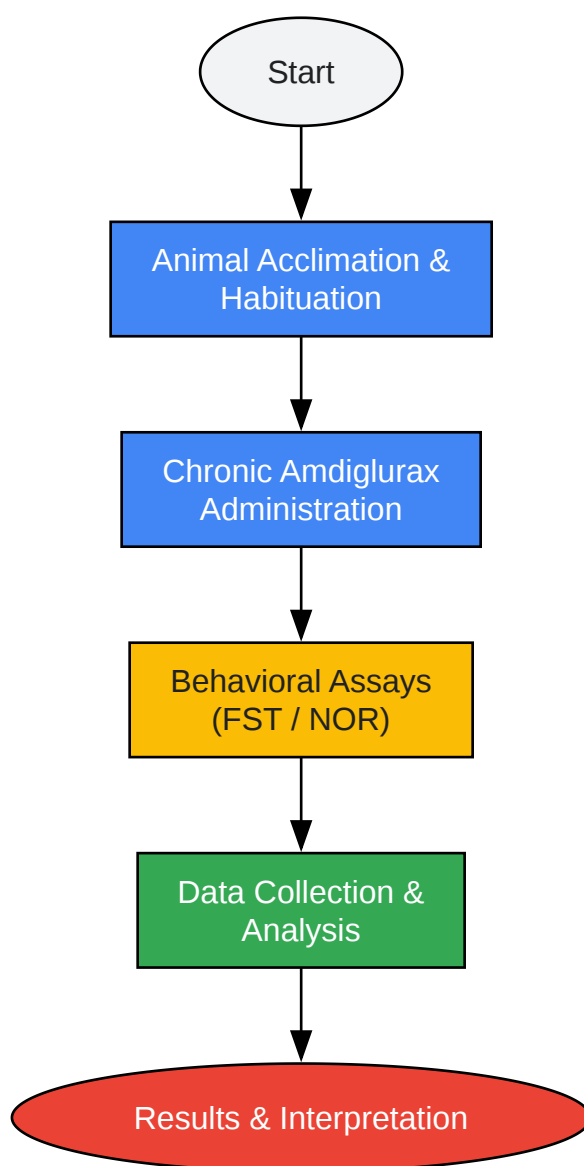 Start
Animal Acclimation &
Habituation
Chronic Amdiglurax
Administration
Behavioral Assays
(FST / NOR)
Data Collection &
Analysis
Results & Interpretation